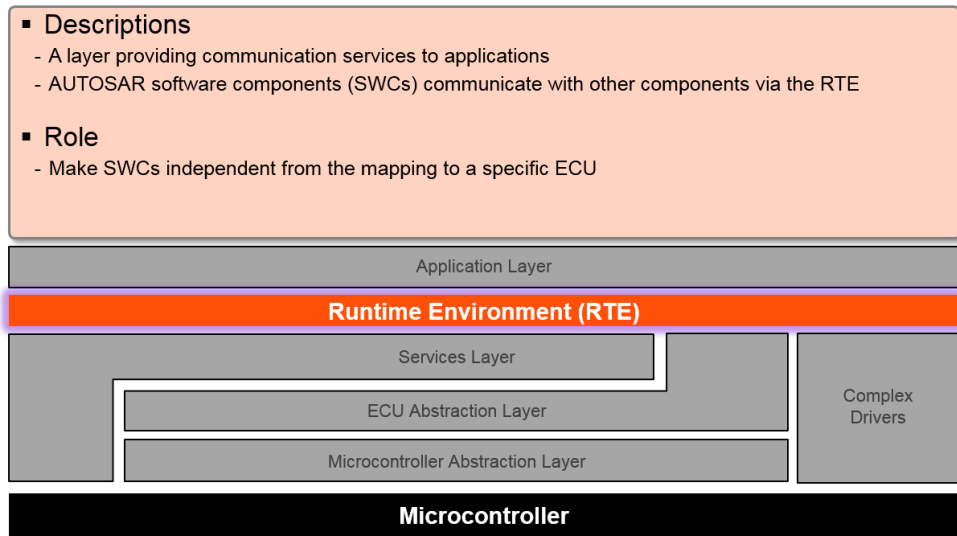 ▪ Descriptions
- A layer providing communication services to applications
- AUTOSAR software components (SWCs) communicate with other components via the RTE
▪ Role
- Make SWCs independent from the mapping to a specific ECU
Application Layer
Runtime Environment (RTE)
Services Layer
ECU Abstraction Layer
Complex
Drivers
Microcontroller Abstraction Layer
Microcontroller